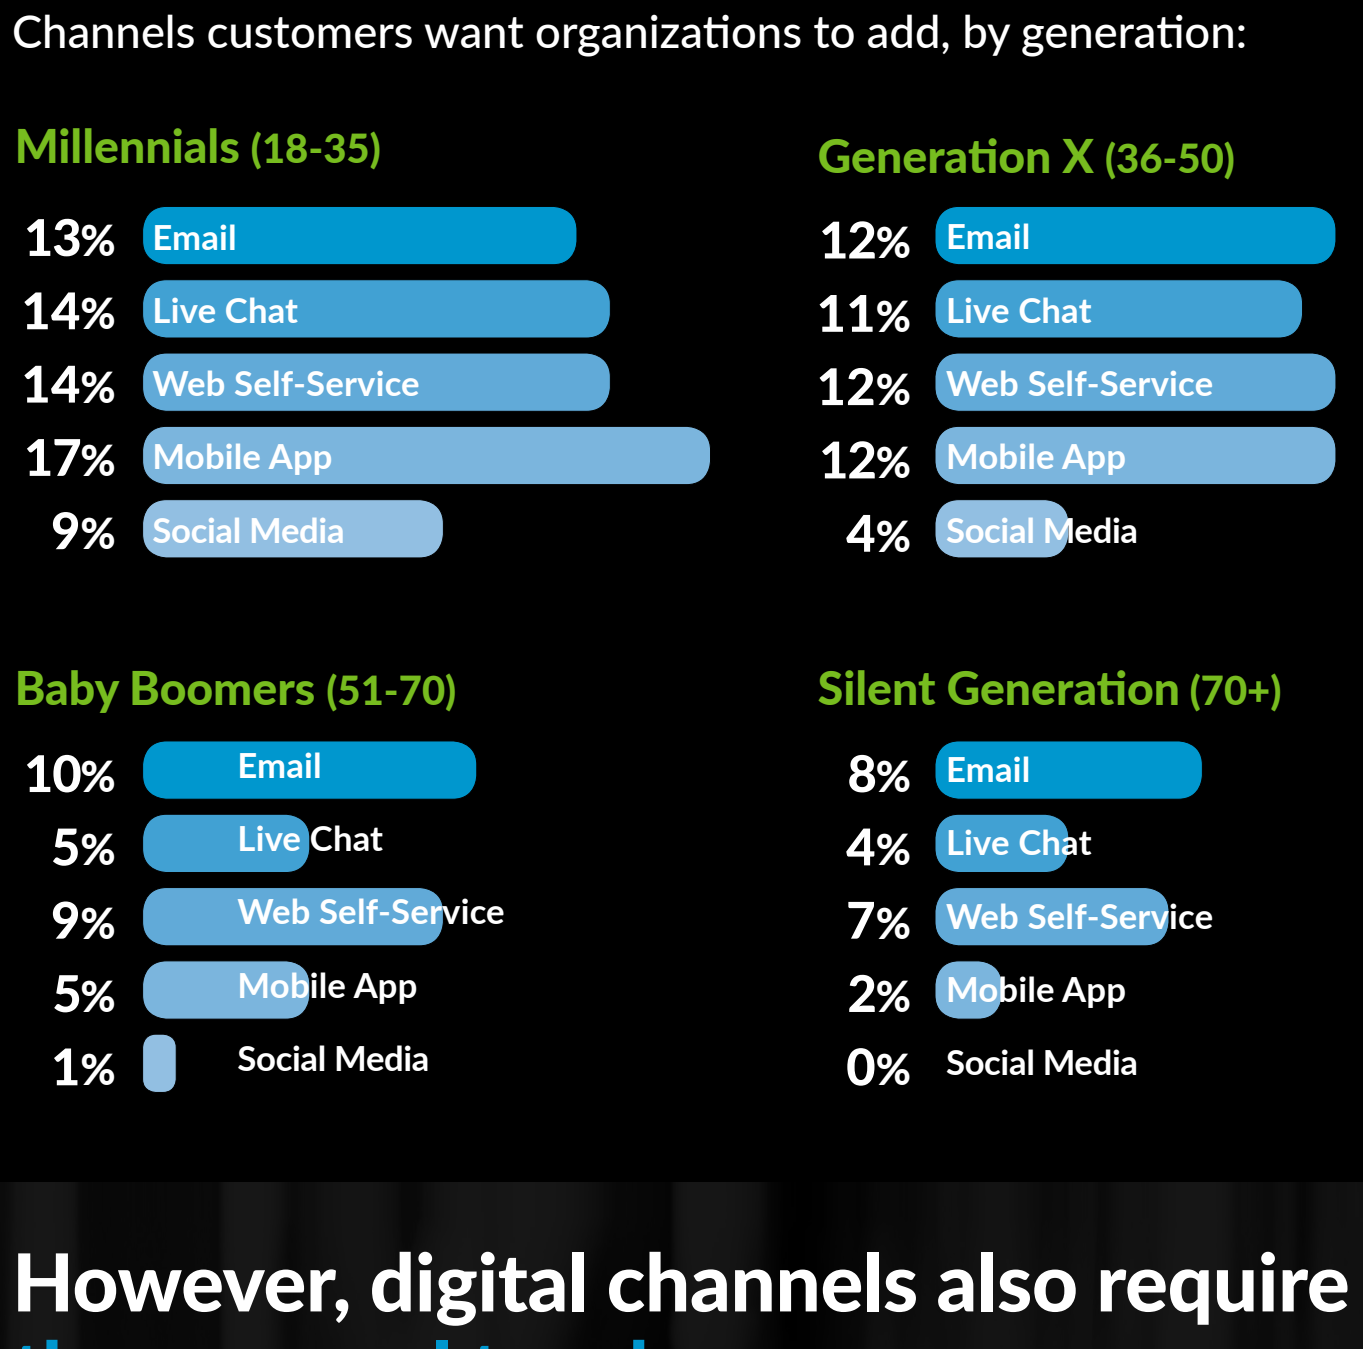 Channels customers want organizations to add, by generation:
Millennials (18-35)
13% Email
14% Live Chat
14% Web Self-Service
17% Mobile App
9% Social Media
Generation X (36-50)
12% Email
11% Live Chat
12% Web Self-Service
12% Mobile App
4% Social Media
Baby Boomers (51-70)
10% Email
5% Live Chat
9% Web Self-Service
5% Mobile App
1% Social Media
Silent Generation (70+)
8% Email
4% Live Chat
7% Web Self-Service
2% Mobile App
0% Social Media
However, digital channels also require